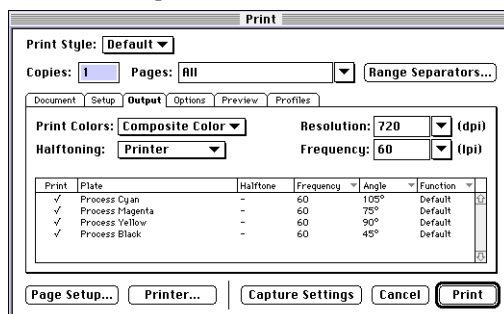 Print
Print Style: Default
Copies: 1 Pages: All Range Separators...
Document Setup Output Options Preview Profiles
Print Colors: Composite Color Resolution: 720 (dpi)
Halftoning: Printer Frequency: 60 (lpi)
Print Plate Halftone Frequency Angle Function
✓ Process Cyan - 60 105° Default
✓ Process Magenta - 60 75° Default
✓ Process Yellow - 60 90° Default
✓ Process Black - 60 45° Default
Page Setup... Printer... Capture Settings Cancel Print